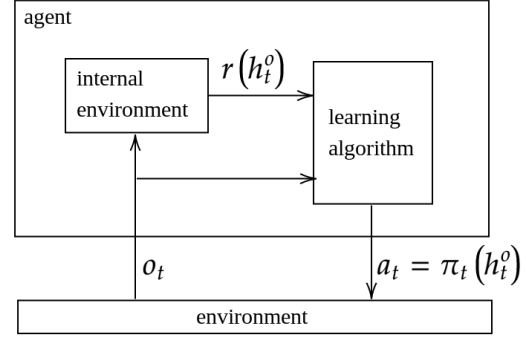 agent
internal
environment
r(h_t^o)
learning
algorithm
o_t
a_t = π_t(h_t^o)
environment